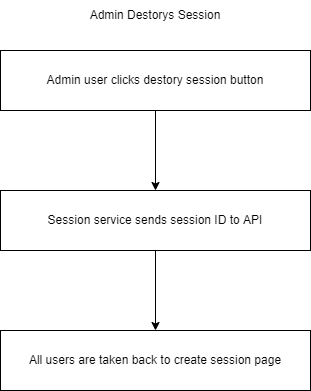 Admin Destorys Session
Admin user clicks destory session button
Session service sends session ID to API
All users are taken back to create session page